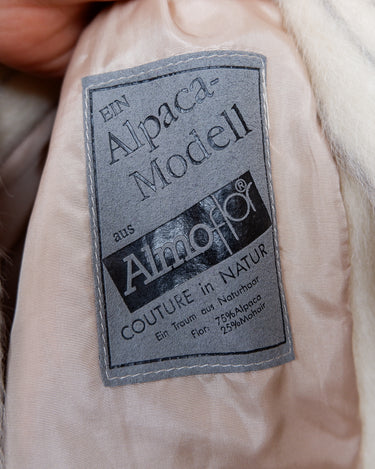 EIN
Alpaca-
Modell
aus
Almoflor®
COUTURE in NATUR
Ein Traum aus Naturhaar
Flor: 75% Alpaca
25% Mohair